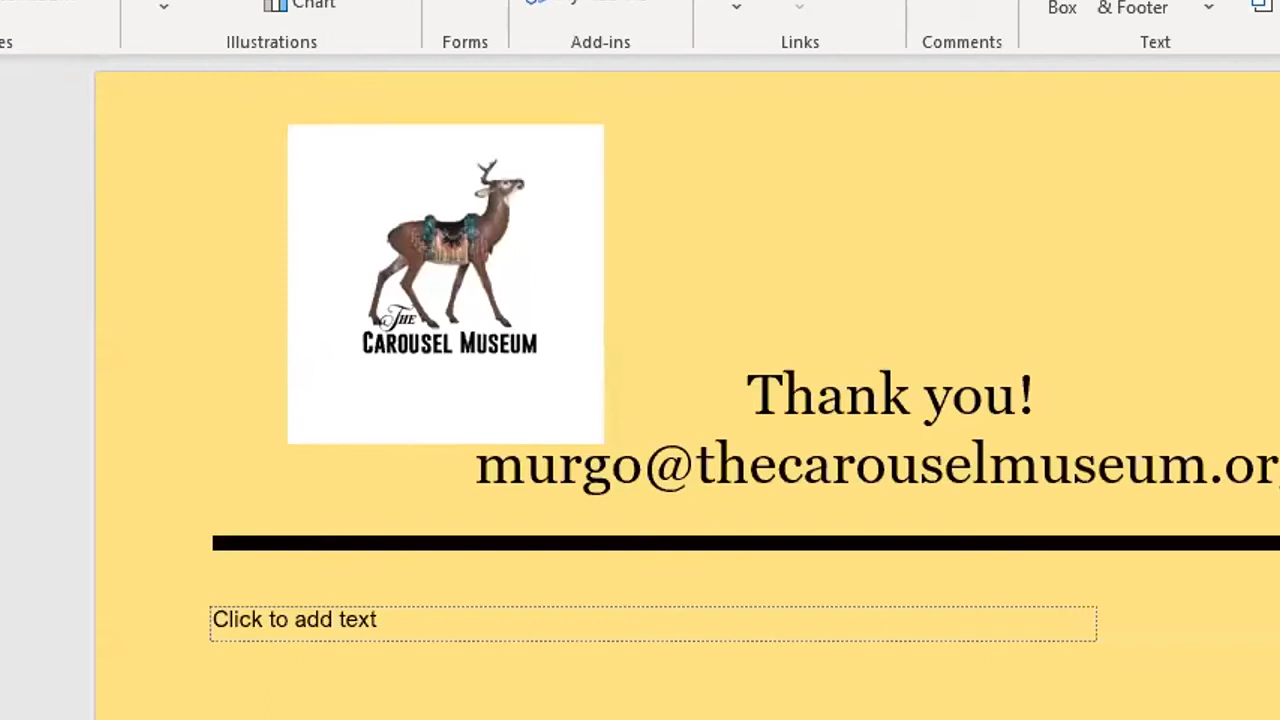 Chart
Box & Footer
Illustrations Forms Add-ins Links Comments Text
THE
CAROUSEL MUSEUM
Thank you!
murgo@thecarouselmuseum.or
Click to add text